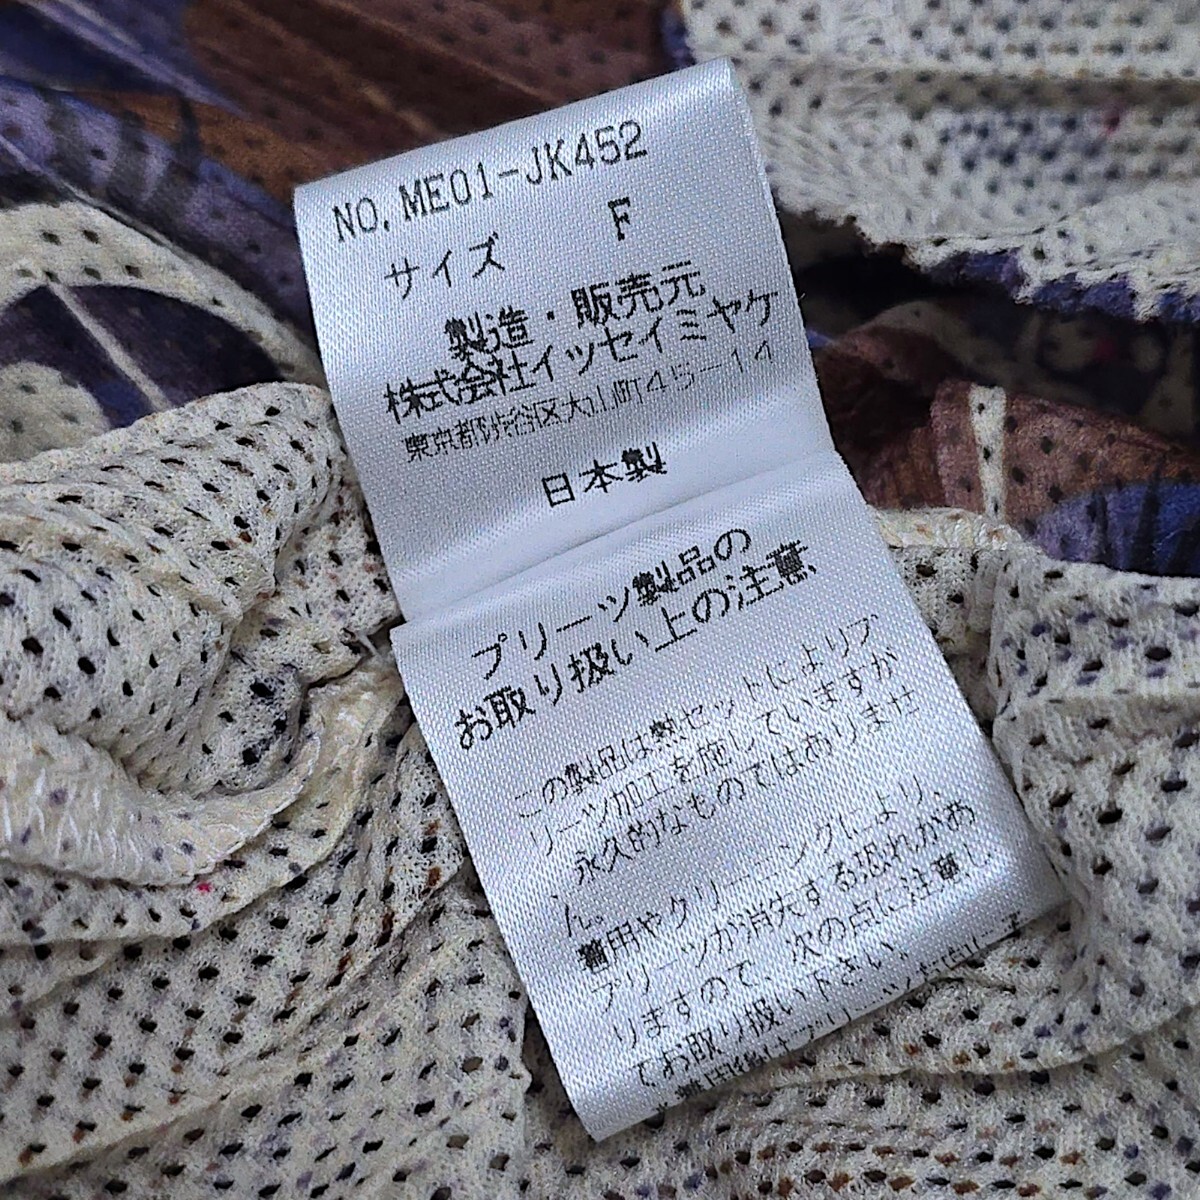 NO.ME01-JK452
サイズ F
製造・販売元
株式会社イッセイミヤケ
東京都渋谷区大山町45-14
日本製
プリーツ製品の
お取り扱い上の注意
この製品は熱セットによりプ
リーツ加工を施していますが
永久的なものではありませ
ん。
着用やクリーニングにより、
プリーツが消失する恐れがあ
りますので、次の点に注意し
てお取り扱い下さい。